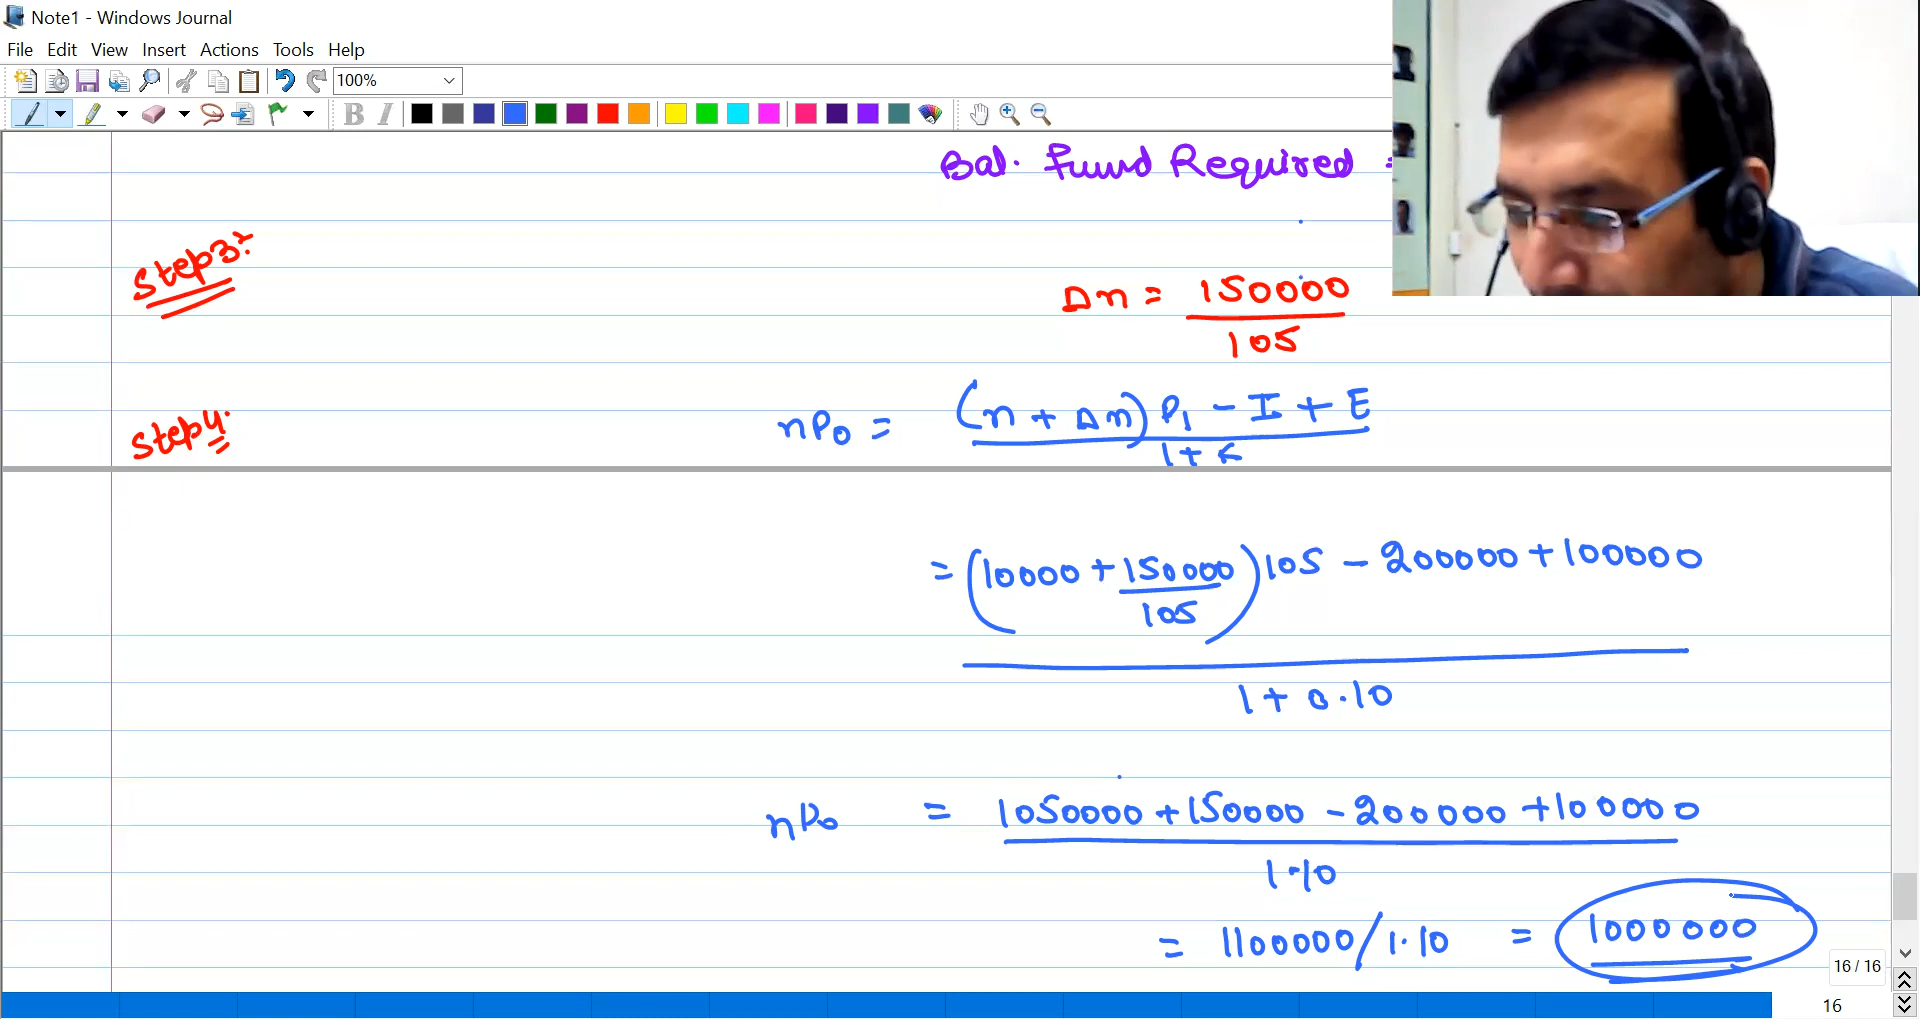 Note1 - Windows Journal
File Edit View Insert Actions Tools Help
100%
B I
Bal. Fund Required =
Step3:
Δn = 150000
105
Step4:
nP0 = (n + Δn) P1 - I + E
1 + K
= (10000 + 150000 ) 105 - 200000 + 100000
105
1 + 0.10
nP0 = 1050000 + 150000 - 200000 + 100000
1.10
= 1100000 / 1.10 = 1000000
16 / 16
16